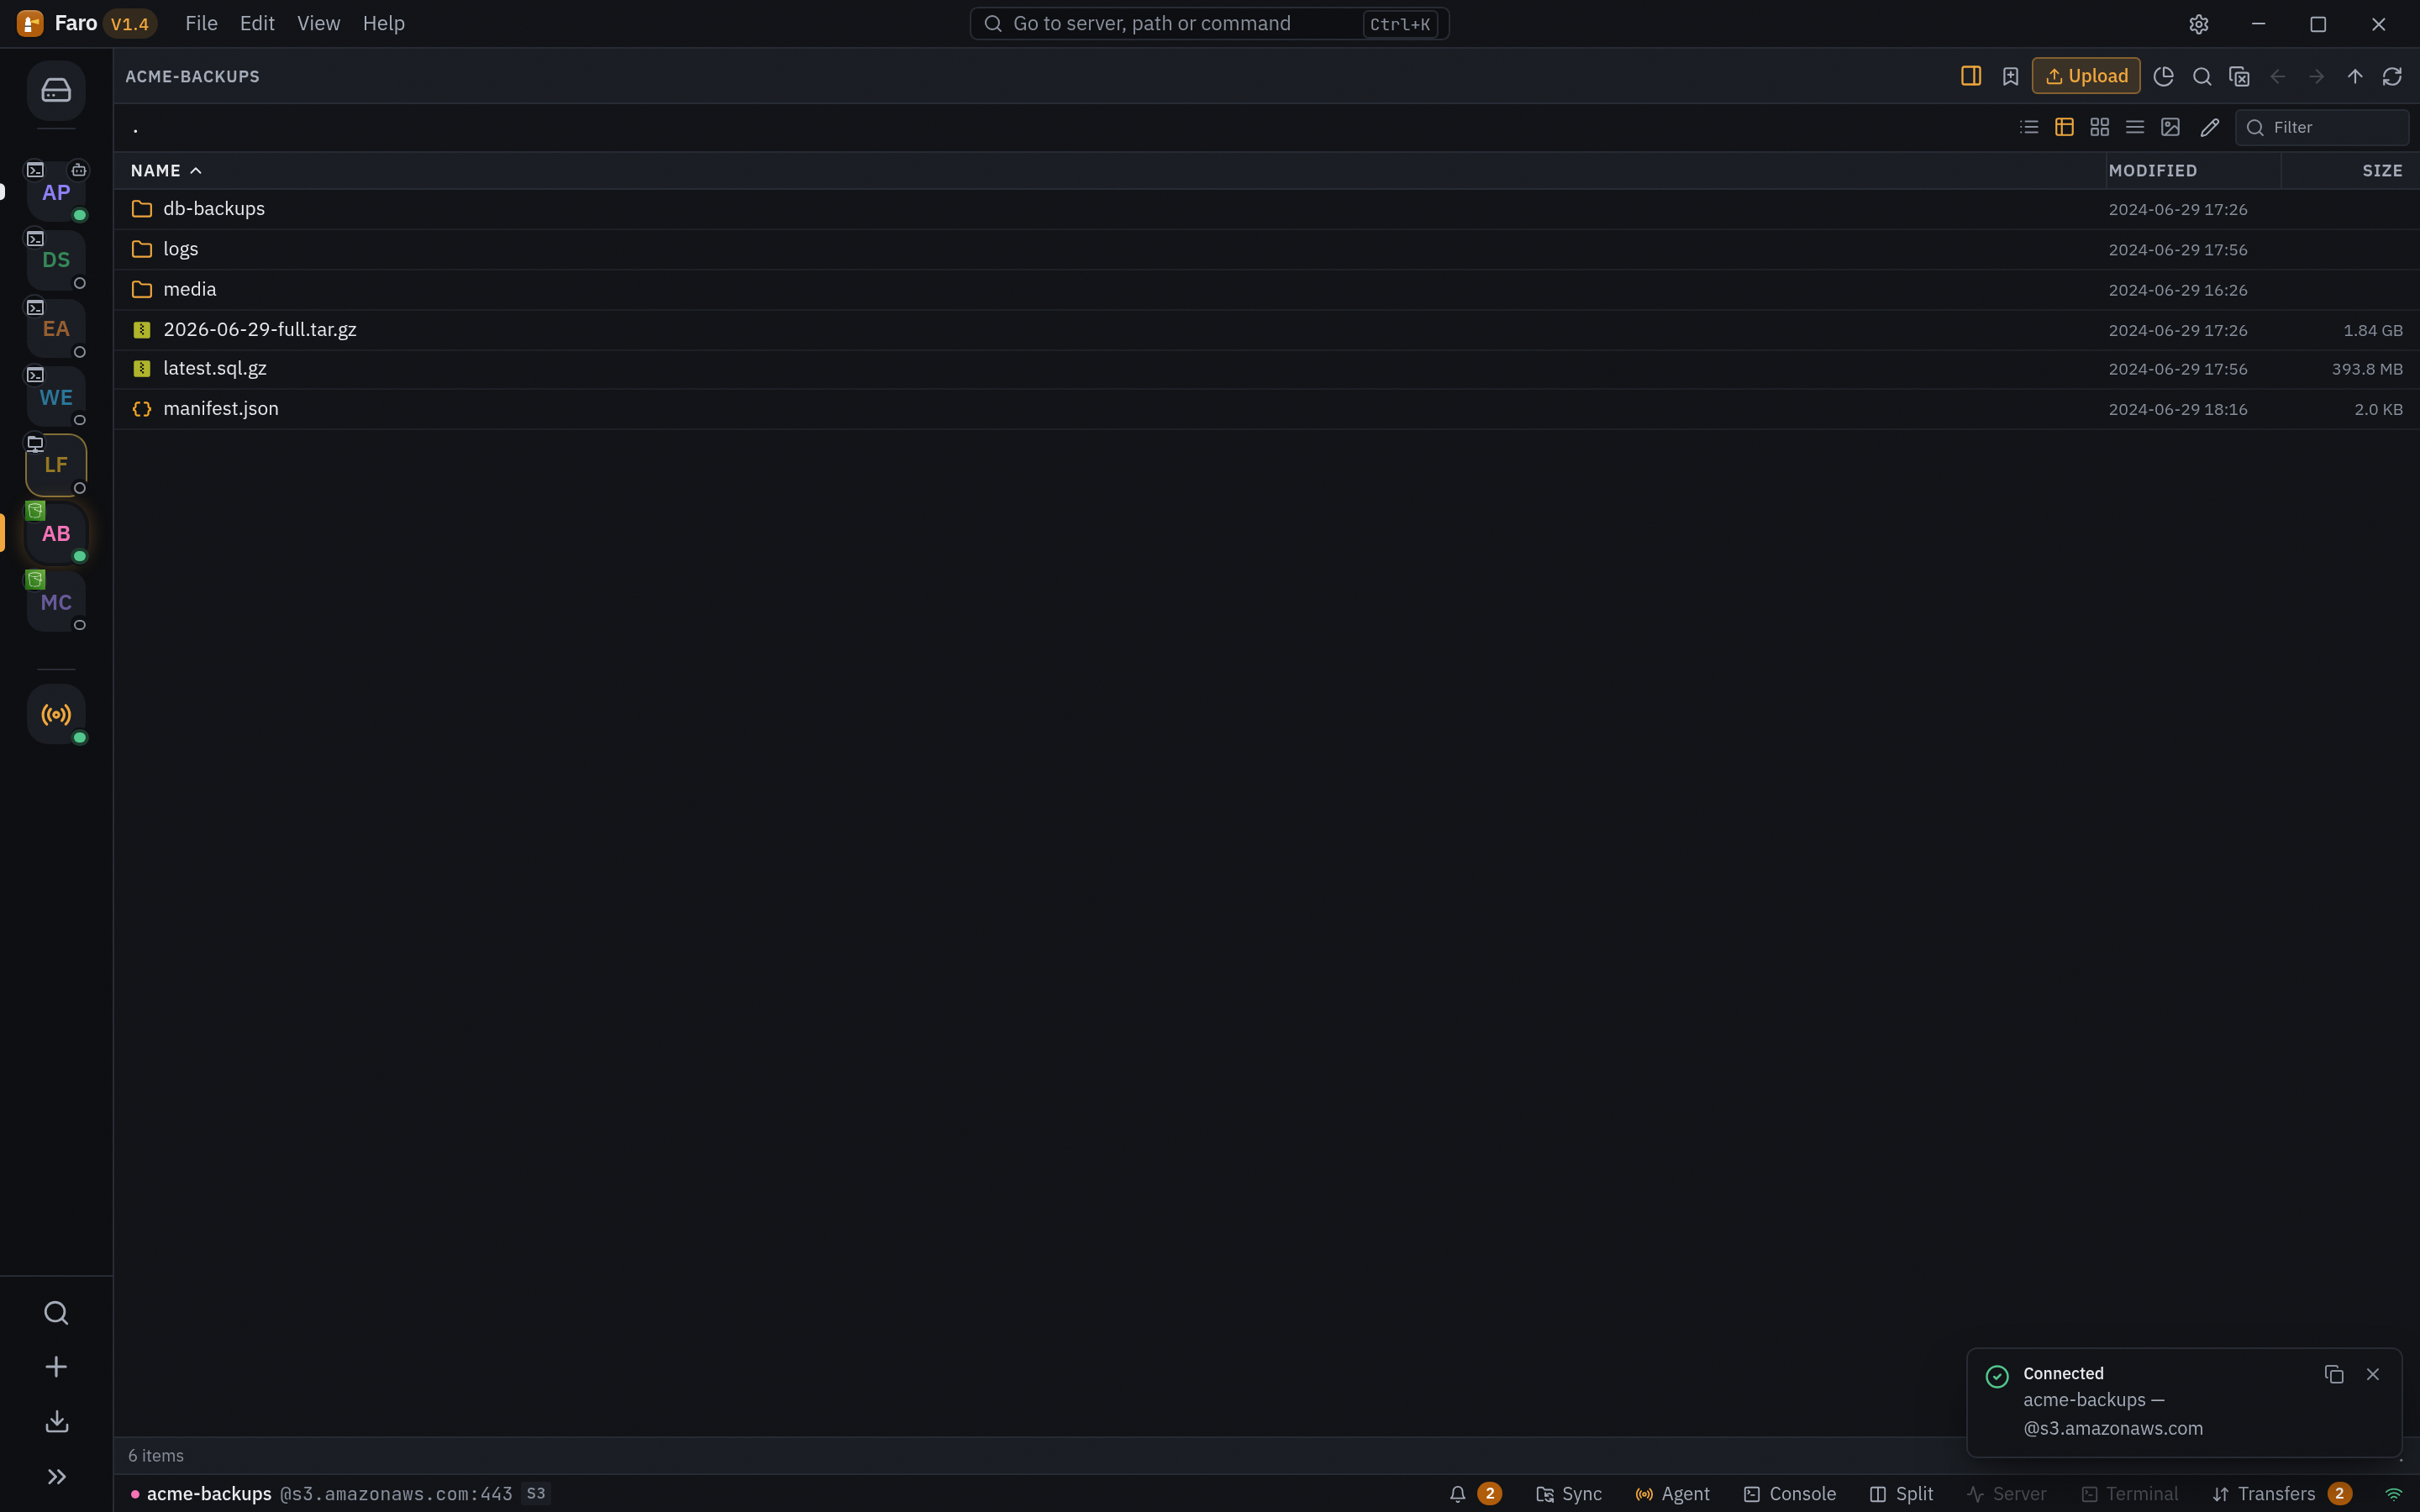 Faro V1.4 File Edit View Help Go to server, path or command Ctrl+K
ACME-BACKUPS Upload
. Filter
NAME MODIFIED SIZE
db-backups 2024-06-29 17:26
logs 2024-06-29 17:56
media 2024-06-29 16:26
2026-06-29-full.tar.gz 2024-06-29 17:26 1.84 GB
latest.sql.gz 2024-06-29 17:56 393.8 MB
manifest.json 2024-06-29 18:16 2.0 KB
AP
DS
EA
WE
LF
AB
MC
Connected
acme-backups —
@s3.amazonaws.com
6 items .
acme-backups @s3.amazonaws.com:443 S3 2 Sync Agent Console Split Server Terminal Transfers 2